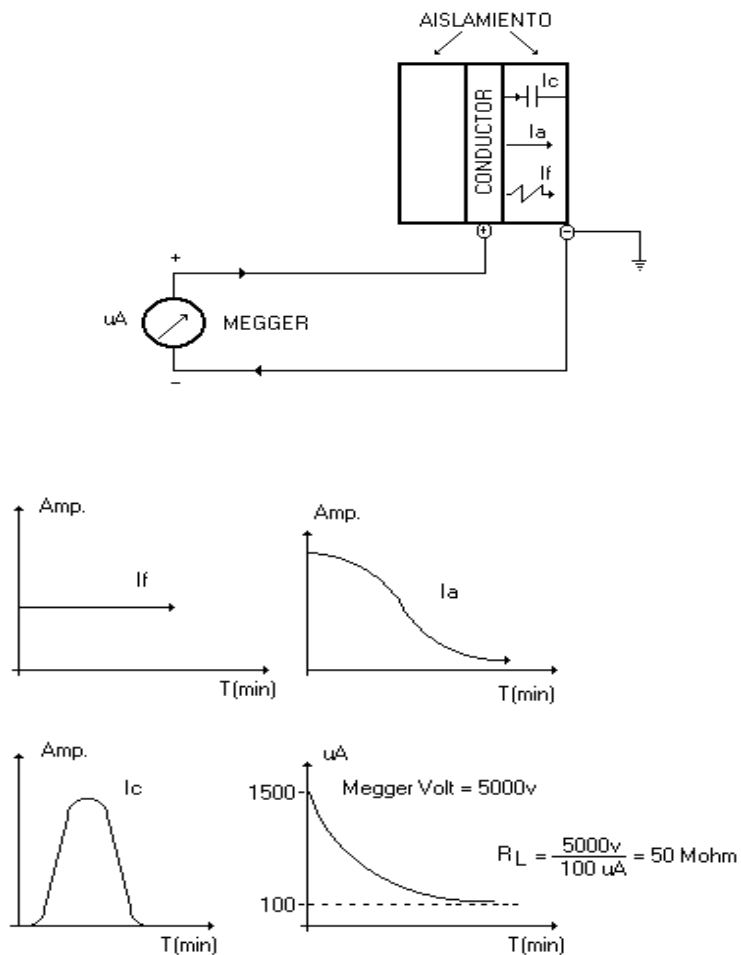 AISLAMIENTO
CONDUCTOR
Ic
Ia
If
+
−
+
uA
MEGGER
−
Amp.
If
T(min)
Amp.
Ia
T(min)
Amp.
Ic
T(min)
uA
1500
Megger Volt = 5000v
100
T(min)
RL = 5000v / 100 uA = 50 Mohm